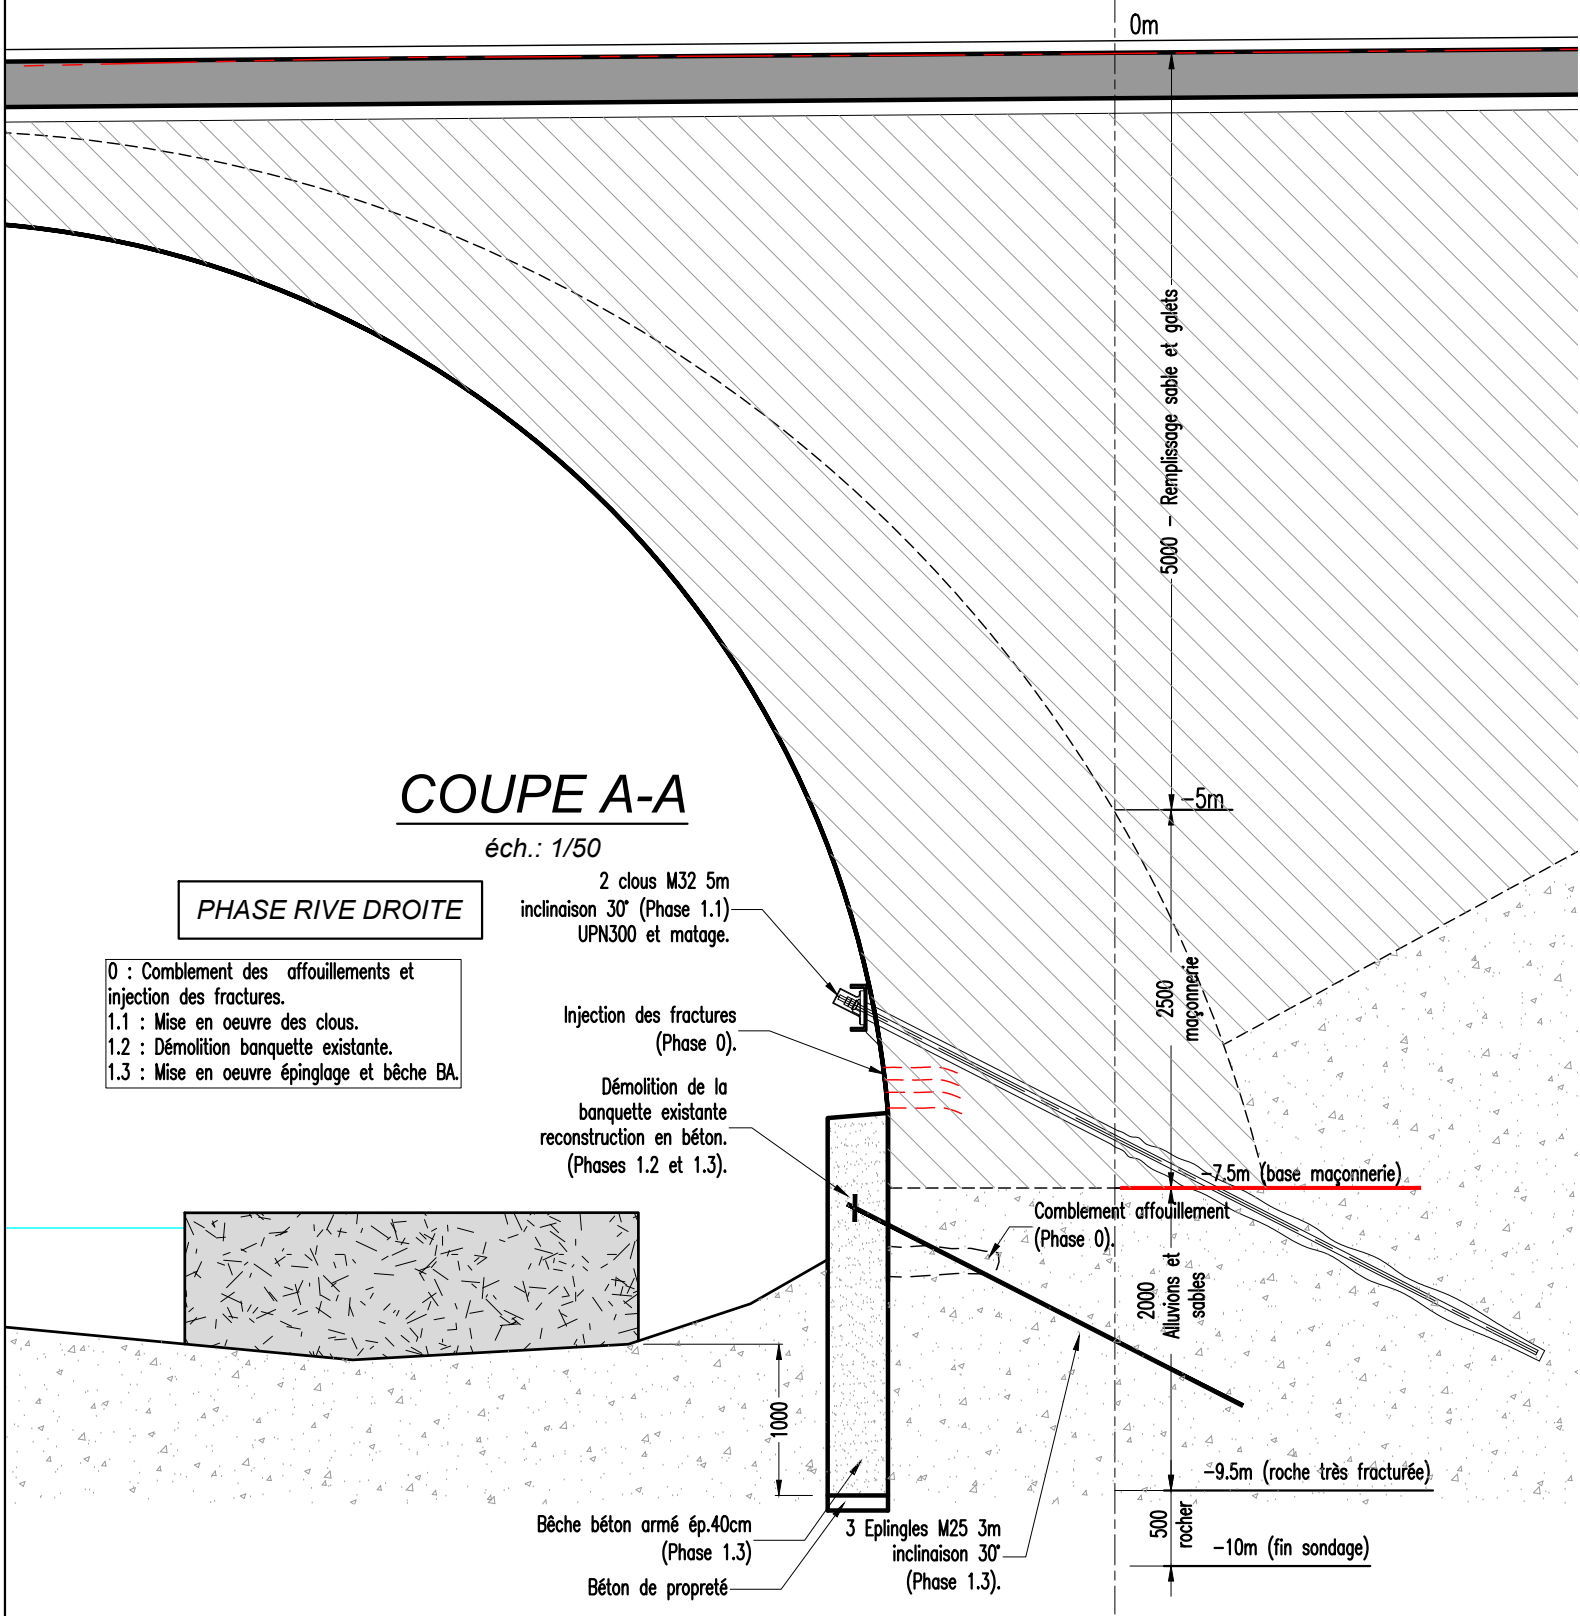 0m
5000 - Remplissage sable et galets
-5m
COUPE A-A
éch.: 1/50
PHASE RIVE DROITE
0 : Comblement des affouillements et
injection des fractures.
1.1 : Mise en oeuvre des clous.
1.2 : Démolition banquette existante.
1.3 : Mise en oeuvre épinglage et bêche BA.
2 clous M32 5m
inclinaison 30° (Phase 1.1)
UPN300 et matage.
Injection des fractures
(Phase 0).
Démolition de la
banquette existante
reconstruction en béton.
(Phases 1.2 et 1.3).
2500
maçonnerie
-7.5m (base maçonnerie)
Comblement affouillement
(Phase 0).
2000
Alluvions et
sables
1000
-9.5m (roche très fracturée)
500
rocher
-10m (fin sondage)
Bêche béton armé ép.40cm
(Phase 1.3)
Béton de propreté
3 Eplingles M25 3m
inclinaison 30°
(Phase 1.3).